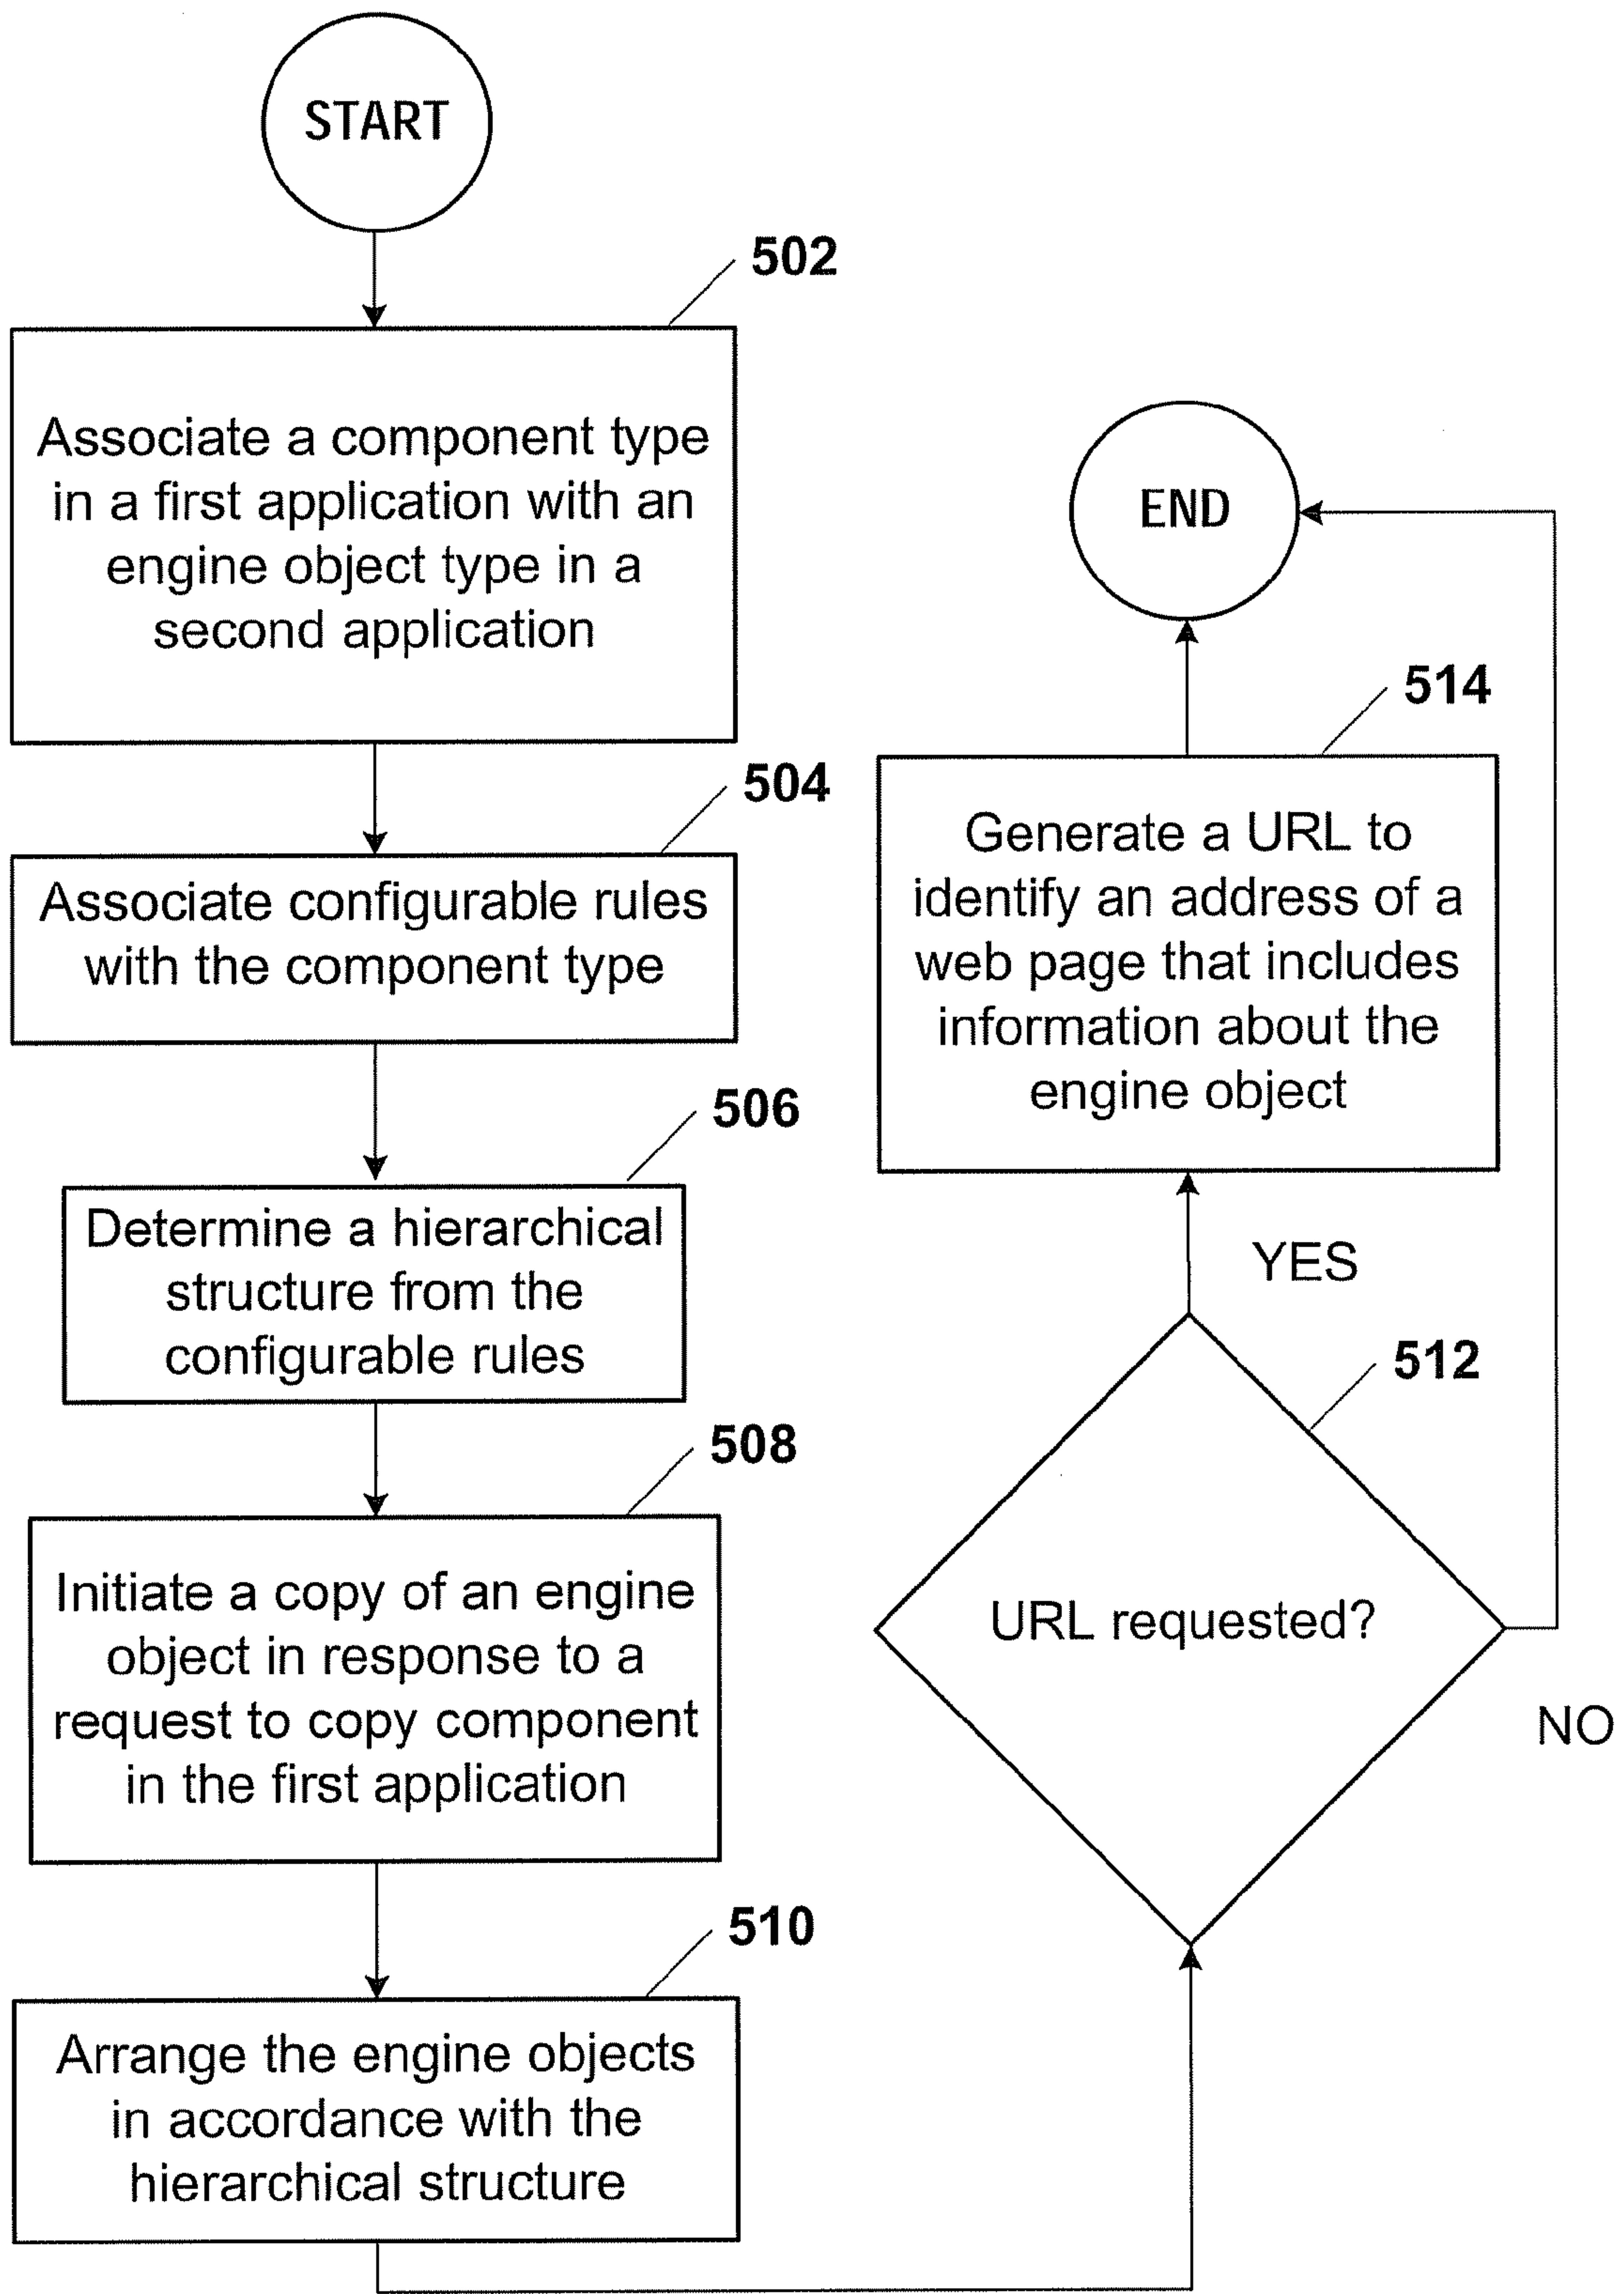 START
502
Associate a component type
in a first application with an
engine object type in a
second application
504
Associate configurable rules
with the component type
506
Determine a hierarchical
structure from the
configurable rules
508
Initiate a copy of an engine
object in response to a
request to copy component
in the first application
510
Arrange the engine objects
in accordance with the
hierarchical structure
END
514
Generate a URL to
identify an address of a
web page that includes
information about the
engine object
YES
512
URL requested?
NO